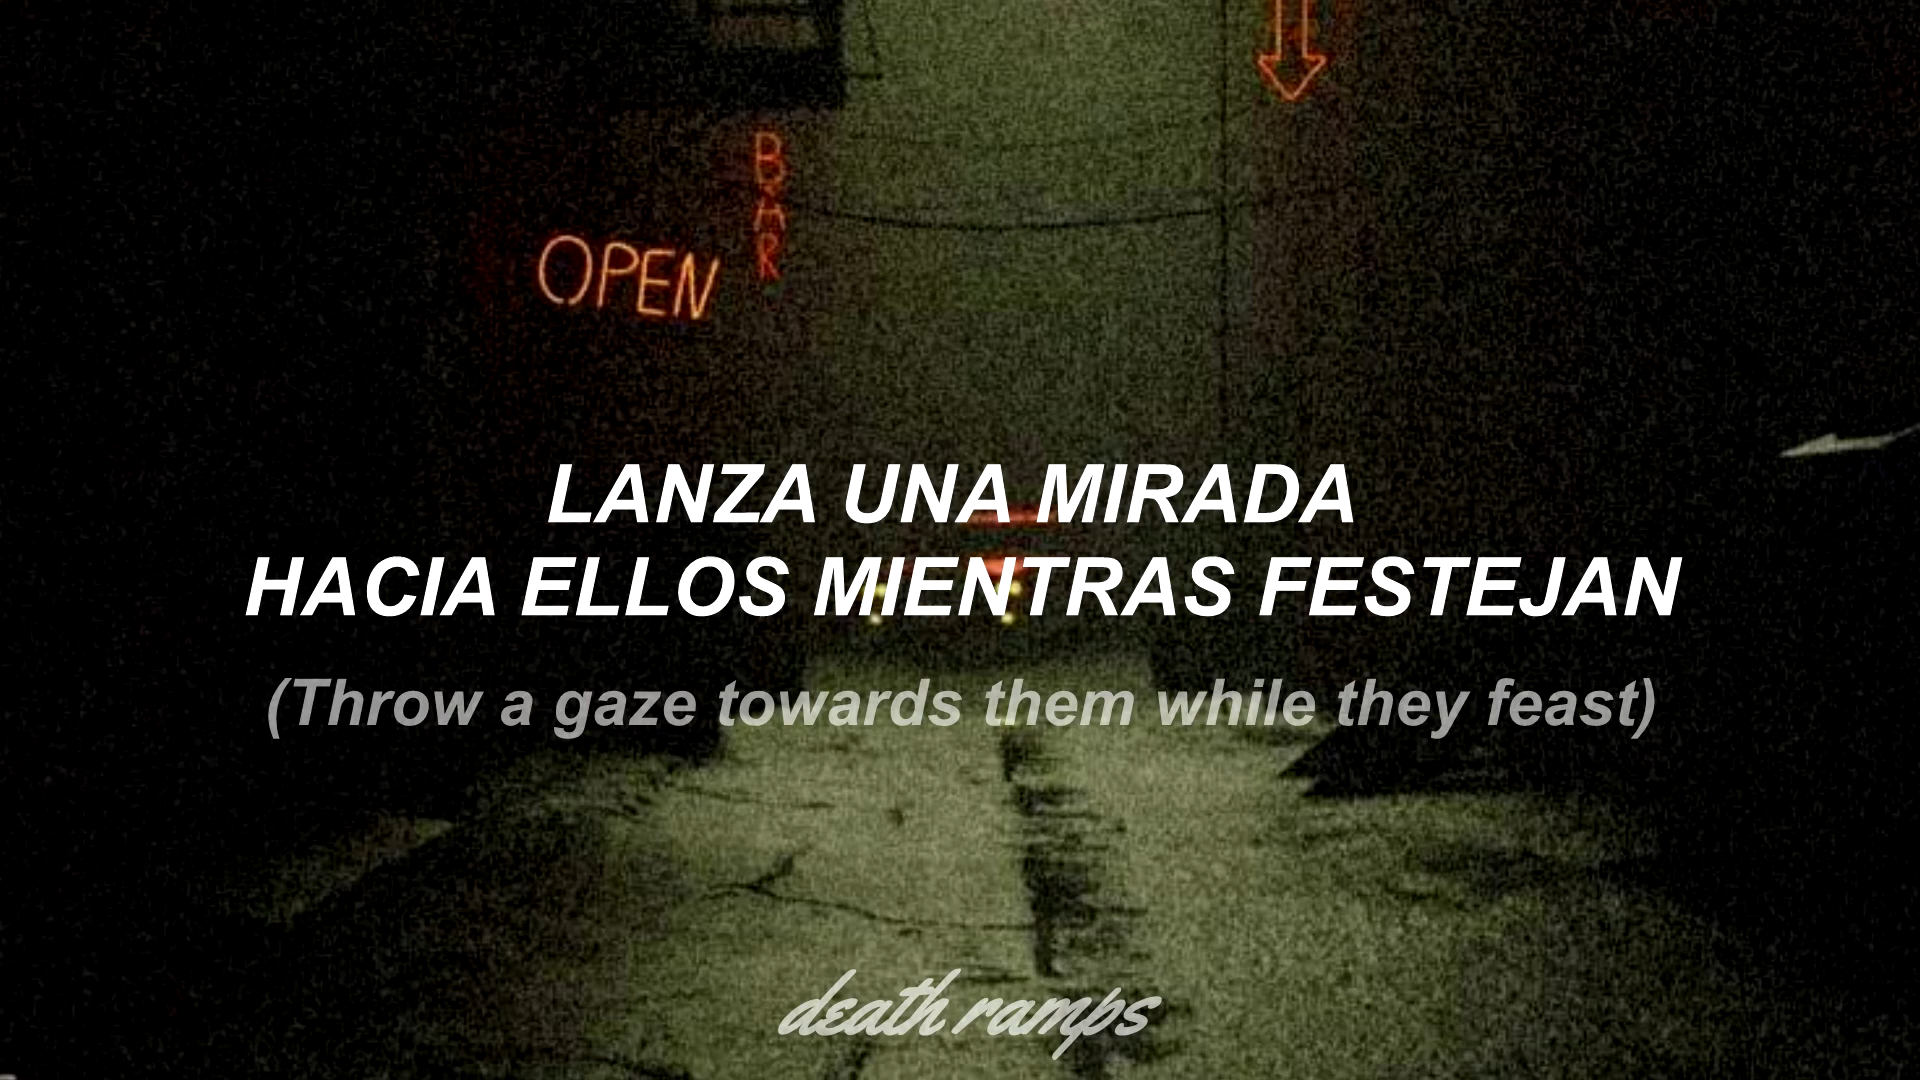 OPEN
BAR
LANZA UNA MIRADA
HACIA ELLOS MIENTRAS FESTEJAN
(Throw a gaze towards them while they feast)
death ramps